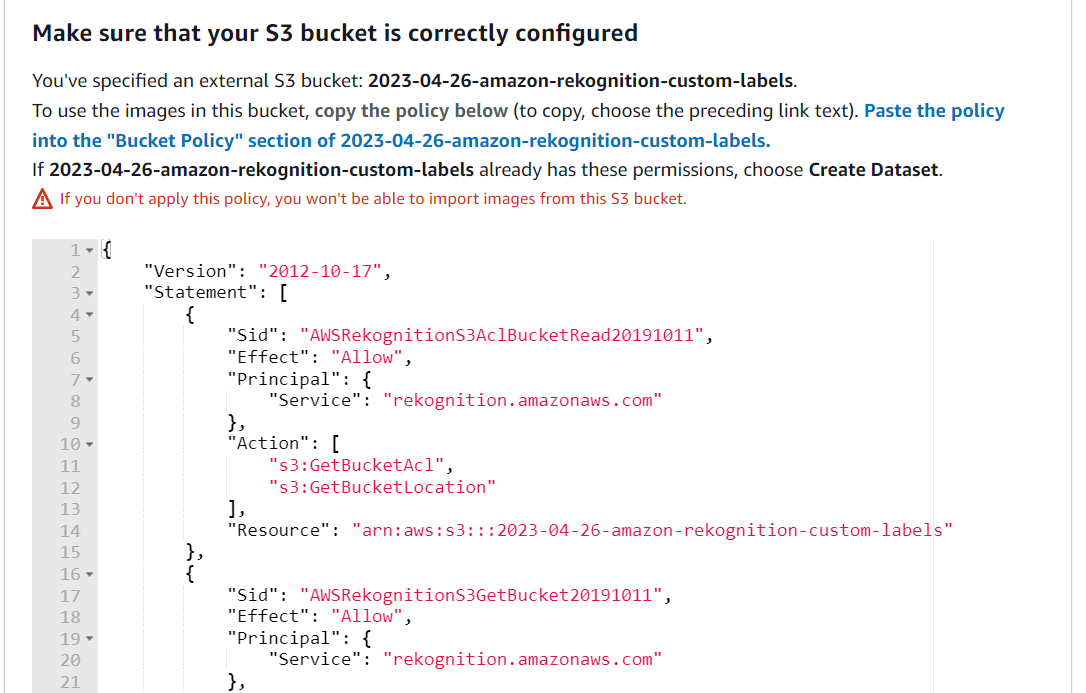 Make sure that your S3 bucket is correctly configured
You've specified an external S3 bucket: 2023-04-26-amazon-rekognition-custom-labels.
To use the images in this bucket, copy the policy below (to copy, choose the preceding link text). Paste the policy
into the "Bucket Policy" section of 2023-04-26-amazon-rekognition-custom-labels.
If 2023-04-26-amazon-rekognition-custom-labels already has these permissions, choose Create Dataset.
If you don't apply this policy, you won't be able to import images from this S3 bucket.
1 {
2     "Version": "2012-10-17",
3     "Statement": [
4         {
5             "Sid": "AWSRekognitionS3AclBucketRead20191011",
6             "Effect": "Allow",
7             "Principal": {
8                 "Service": "rekognition.amazonaws.com"
9             },
10             "Action": [
11                 "s3:GetBucketAcl",
12                 "s3:GetBucketLocation"
13             ],
14             "Resource": "arn:aws:s3:::2023-04-26-amazon-rekognition-custom-labels"
15         },
16         {
17             "Sid": "AWSRekognitionS3GetBucket20191011",
18             "Effect": "Allow",
19             "Principal": {
20                 "Service": "rekognition.amazonaws.com"
21             },